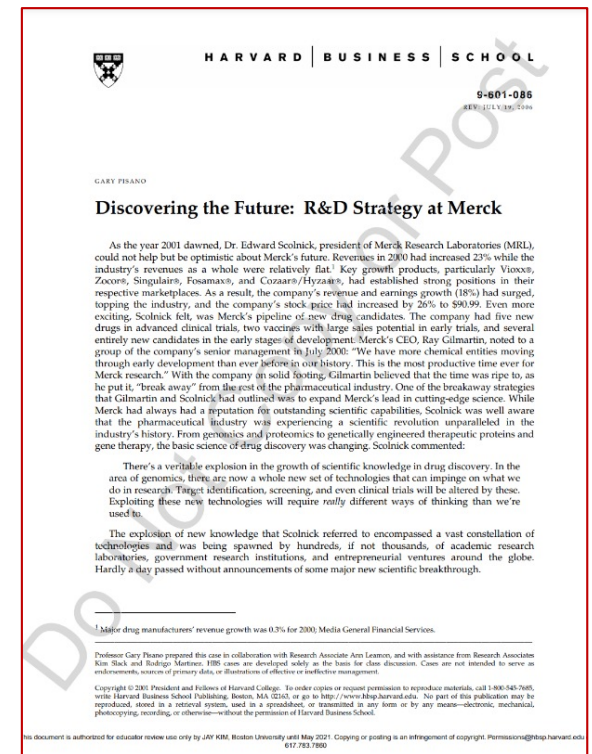 HARVARD | BUSINESS | SCHOOL
9-601-086
REV: JULY 19, 2006
GARY PISANO
Discovering the Future: R&D Strategy at Merck
As the year 2001 dawned, Dr. Edward Scolnick, president of Merck Research Laboratories (MRL),
could not help but be optimistic about Merck's future. Revenues in 2000 had increased 23% while the
industry's revenues as a whole were relatively flat.¹ Key growth products, particularly Vioxx®,
Zocor®, Singulair®, Fosamax®, and Cozaar®/Hyzaar®, had established strong positions in their
respective marketplaces. As a result, the company's revenue and earnings growth (18%) had surged,
topping the industry, and the company's stock price had increased by 26% to $90.99. Even more
exciting, Scolnick felt, was Merck's pipeline of new drug candidates. The company had five new
drugs in advanced clinical trials, two vaccines with large sales potential in early trials, and several
entirely new candidates in the early stages of development. Merck's CEO, Ray Gilmartin, noted to a
group of the company's senior management in July 2000: "We have more chemical entities moving
through early development than ever before in our history. This is the most productive time ever for
Merck research." With the company on solid footing, Gilmartin believed that the time was ripe to, as
he put it, "break away" from the rest of the pharmaceutical industry. One of the breakaway strategies
that Gilmartin and Scolnick had outlined was to expand Merck's lead in cutting-edge science. While
Merck had always had a reputation for outstanding scientific capabilities, Scolnick was well aware
that the pharmaceutical industry was experiencing a scientific revolution unparalleled in the
industry's history. From genomics and proteomics to genetically engineered therapeutic proteins and
gene therapy, the basic science of drug discovery was changing. Scolnick commented:
There's a veritable explosion in the growth of scientific knowledge in drug discovery. In the
area of genomics, there are now a whole new set of technologies that can impinge on what we
do in research. Target identification, screening, and even clinical trials will be altered by these.
Exploiting these new technologies will require really different ways of thinking than we're
used to.
The explosion of new knowledge that Scolnick referred to encompassed a vast constellation of
technologies and was being spawned by hundreds, if not thousands, of academic research
laboratories, government research institutions, and entrepreneurial ventures around the globe.
Hardly a day passed without announcements of some major new scientific breakthrough.
¹ Major drug manufacturers' revenue growth was 0.3% for 2000; Media General Financial Services.
Professor Gary Pisano prepared this case in collaboration with Research Associate Ann Leamon, and with assistance from Research Associates
Kim Slack and Rodrigo Martinez. HBS cases are developed solely as the basis for class discussion. Cases are not intended to serve as
endorsements, sources of primary data, or illustrations of effective or ineffective management.
Copyright © 2001 President and Fellows of Harvard College. To order copies or request permission to reproduce materials, call 1-800-545-7685,
write Harvard Business School Publishing, Boston, MA 02163, or go to http://www.hbsp.harvard.edu. No part of this publication may be
reproduced, stored in a retrieval system, used in a spreadsheet, or transmitted in any form or by any means—electronic, mechanical,
photocopying, recording, or otherwise—without the permission of Harvard Business School.
Do Not Copy or Post
his document is authorized for educator review use only by JAY KIM, Boston University until May 2021. Copying or posting is an infringement of copyright. Permissions@hbsp.harvard.edu
617.783.7860